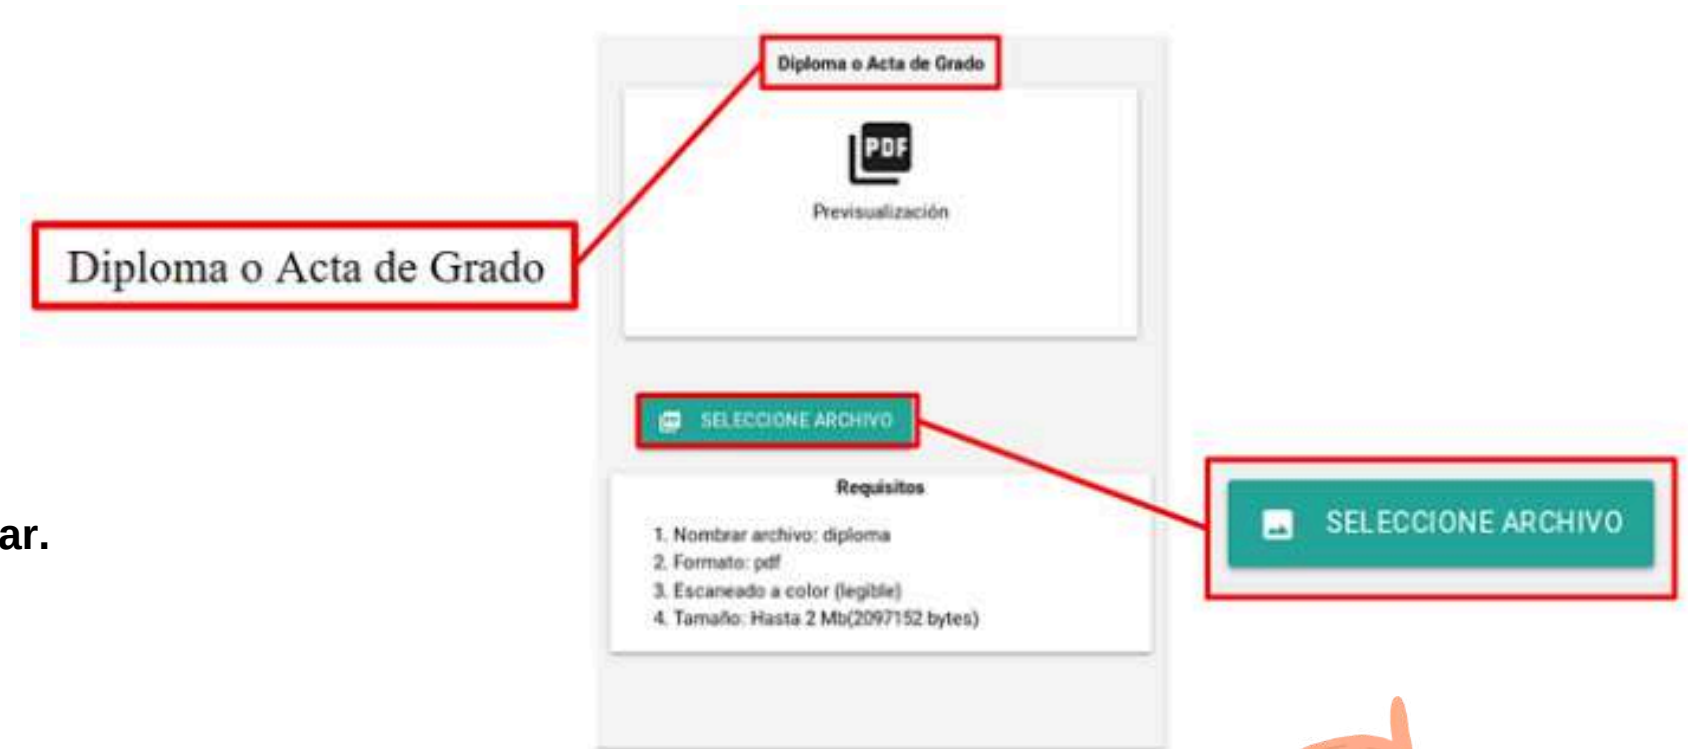 Diploma o Acta de Grado
PDF
Previsualización
Diploma o Acta de Grado
SELECCIONE ARCHIVO
Requisitos
1. Nombrar archivo: diploma
2. Formato: pdf
3. Escaneado a color (legible)
4. Tamaño: Hasta 2 Mb(2097152 bytes)
SELECCIONE ARCHIVO
ar.